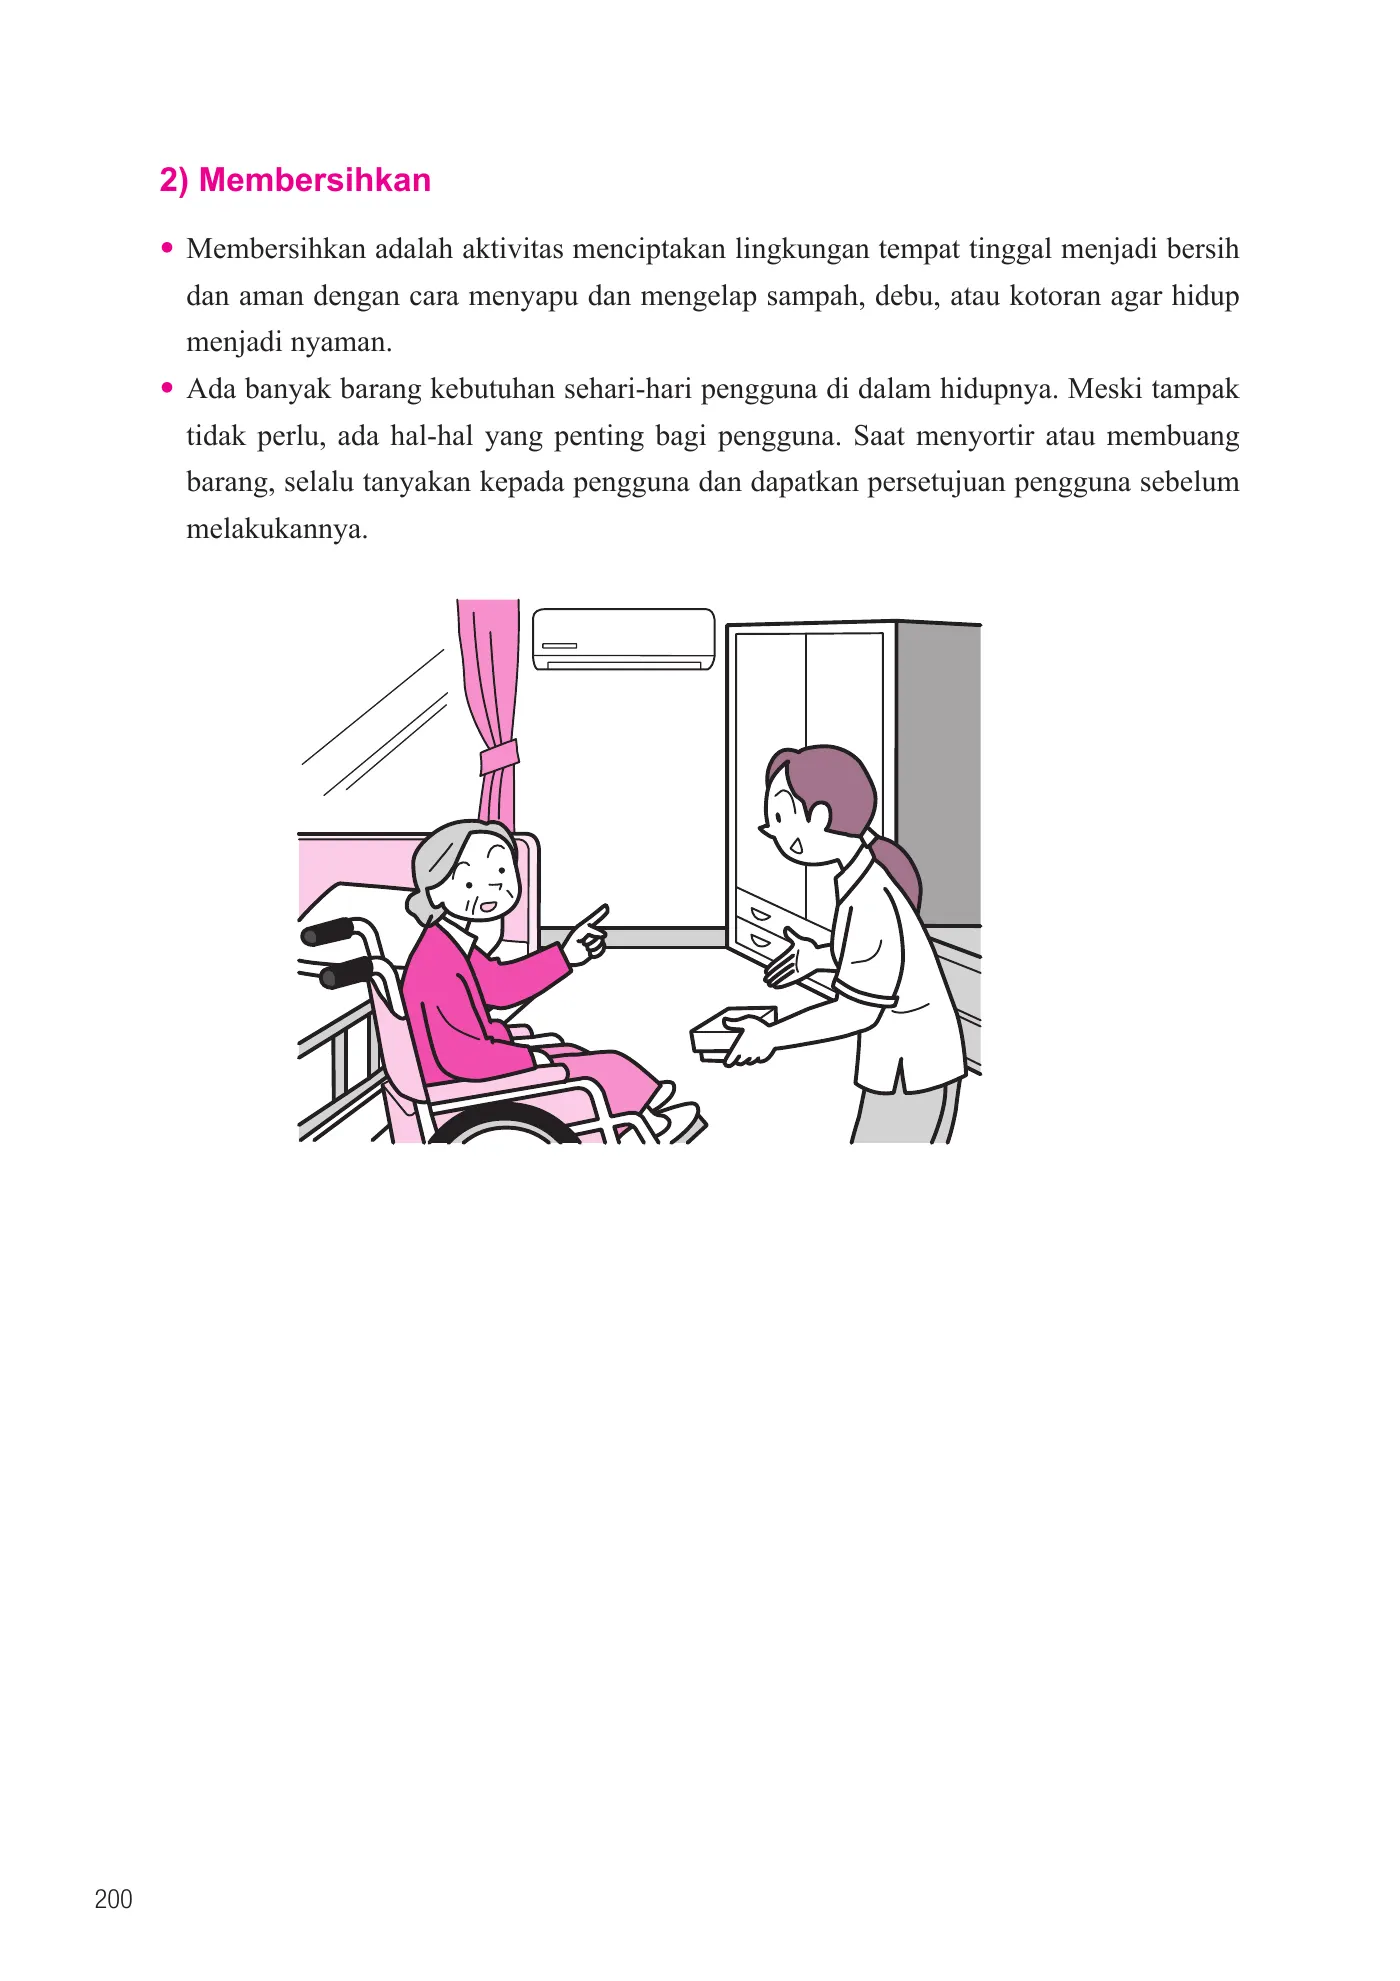 2) Membersihkan
• Membersihkan adalah aktivitas menciptakan lingkungan tempat tinggal menjadi bersih
dan aman dengan cara menyapu dan mengelap sampah, debu, atau kotoran agar hidup
menjadi nyaman.
• Ada banyak barang kebutuhan sehari-hari pengguna di dalam hidupnya. Meski tampak
tidak perlu, ada hal-hal yang penting bagi pengguna. Saat menyortir atau membuang
barang, selalu tanyakan kepada pengguna dan dapatkan persetujuan pengguna sebelum
melakukannya.
200